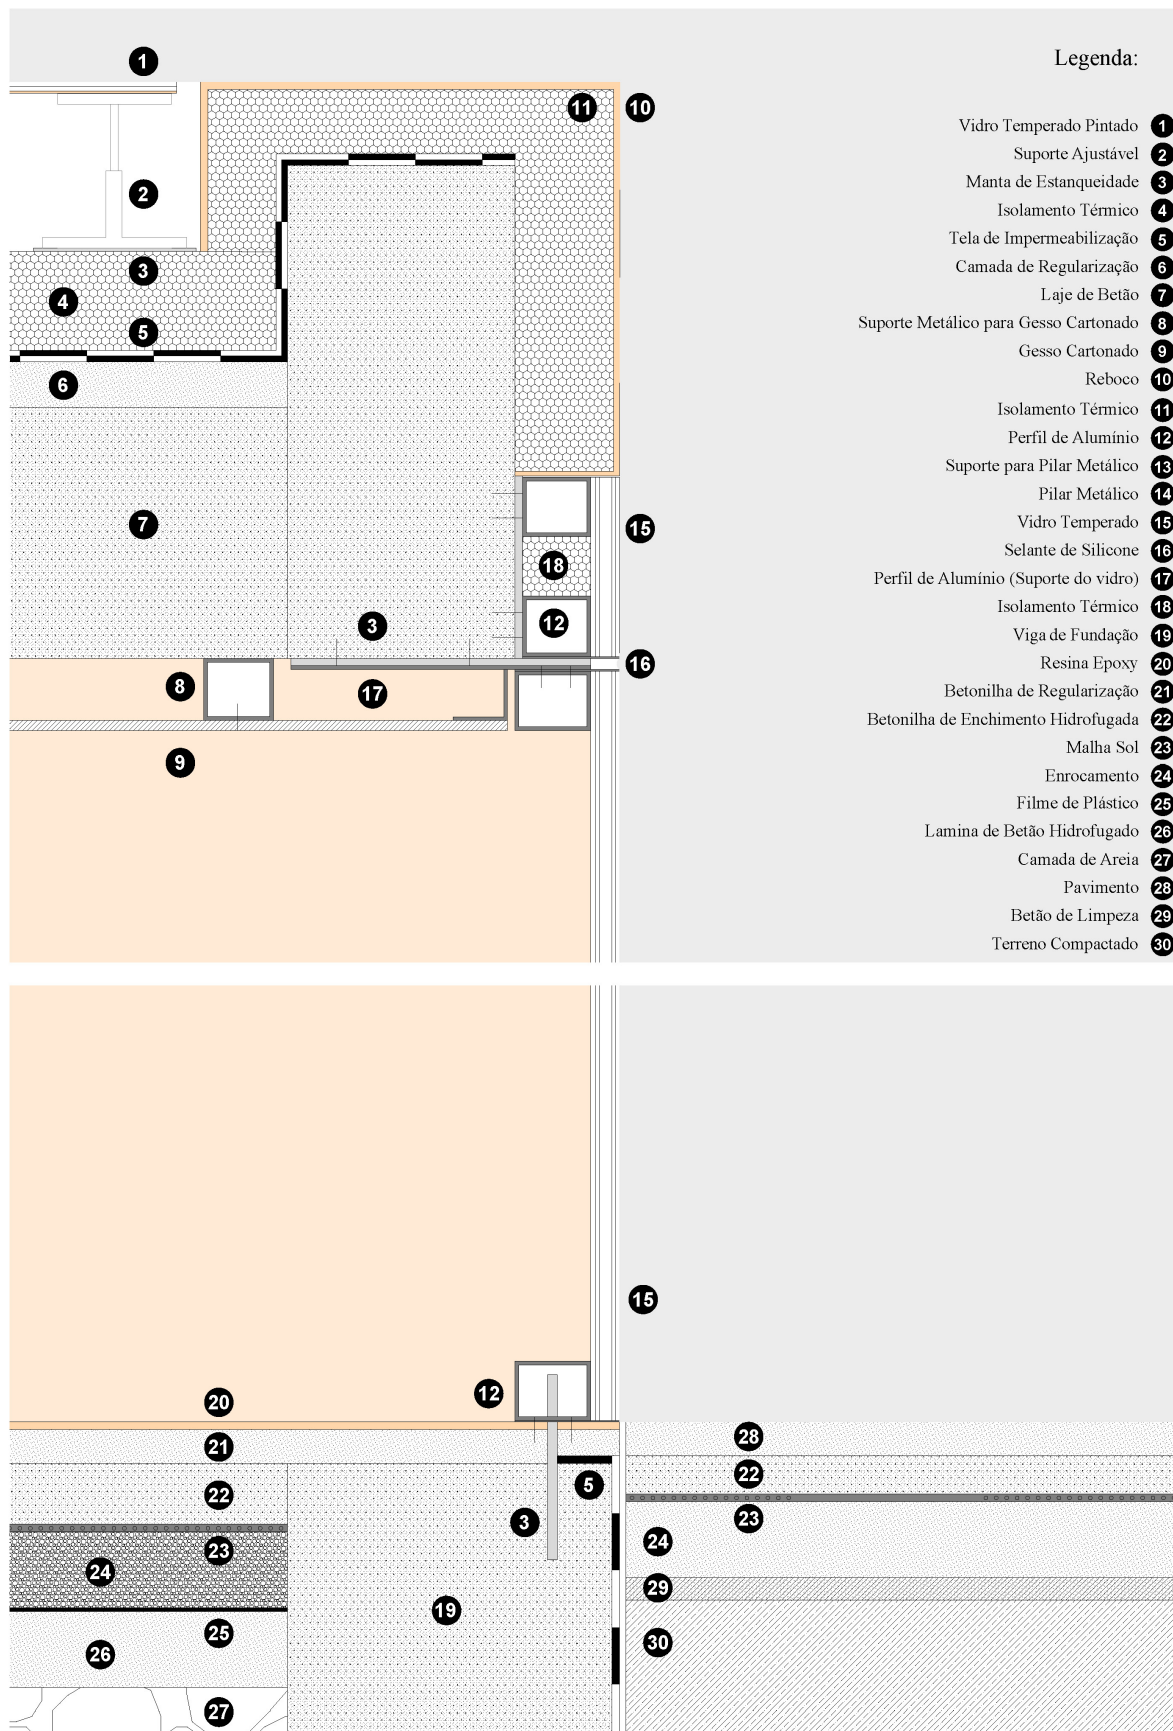 Legenda:
Vidro Temperado Pintado 1
Suporte Ajustável 2
Manta de Estanqueidade 3
Isolamento Térmico 4
Tela de Impermeabilização 5
Camada de Regularização 6
Laje de Betão 7
Suporte Metálico para Gesso Cartonado 8
Gesso Cartonado 9
Reboco 10
Isolamento Térmico 11
Perfil de Alumínio 12
Suporte para Pilar Metálico 13
Pilar Metálico 14
Vidro Temperado 15
Selante de Silicone 16
Perfil de Alumínio (Suporte do vidro) 17
Isolamento Térmico 18
Viga de Fundação 19
Resina Epoxy 20
Betonilha de Regularização 21
Betonilha de Enchimento Hidrofugada 22
Malha Sol 23
Enrocamento 24
Filme de Plástico 25
Lamina de Betão Hidrofugado 26
Camada de Areia 27
Pavimento 28
Betão de Limpeza 29
Terreno Compactado 30
1
11 10
2
3
4
5
6
7
15
18
3 12
16
8 17
9
15
12
20
21
22
5
3
23
24
19
25
26
27
28
22
23
24
29
30